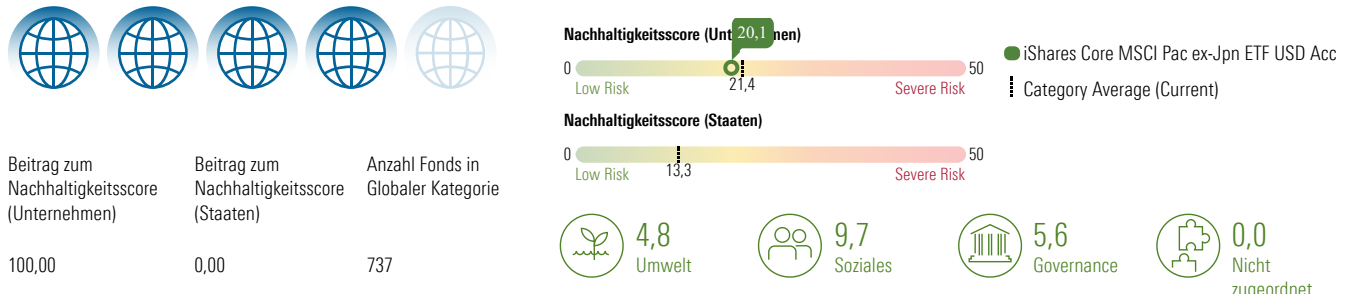 Beitrag zum
Nachhaltigkeitsscore
(Unternehmen)
100,00
Beitrag zum
Nachhaltigkeitsscore
(Staaten)
0,00
Anzahl Fonds in
Globaler Kategorie
737
Nachhaltigkeitsscore (Unt nen)
20,1
0
50
Low Risk
21,4
Severe Risk
Nachhaltigkeitsscore (Staaten)
0
50
Low Risk
13,3
Severe Risk
iShares Core MSCI Pac ex-Jpn ETF USD Acc
Category Average (Current)
4,8
Umwelt
9,7
Soziales
5,6
Governance
0,0
Nicht
zugeordnet